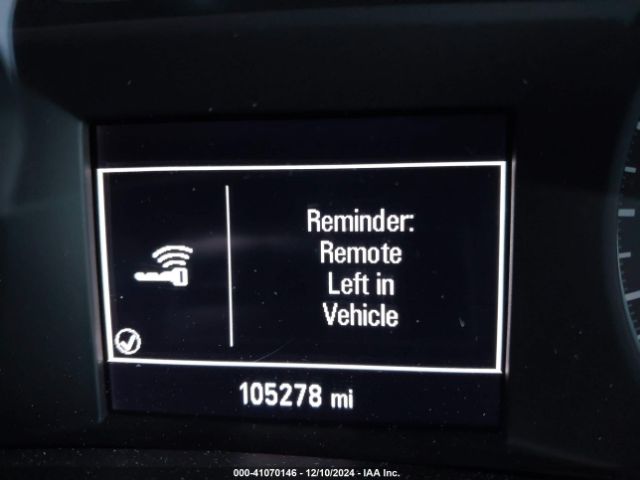 Reminder:
Remote
Left in
Vehicle
105278 mi
000-41070146 - 12/10/2024 - IAA Inc.